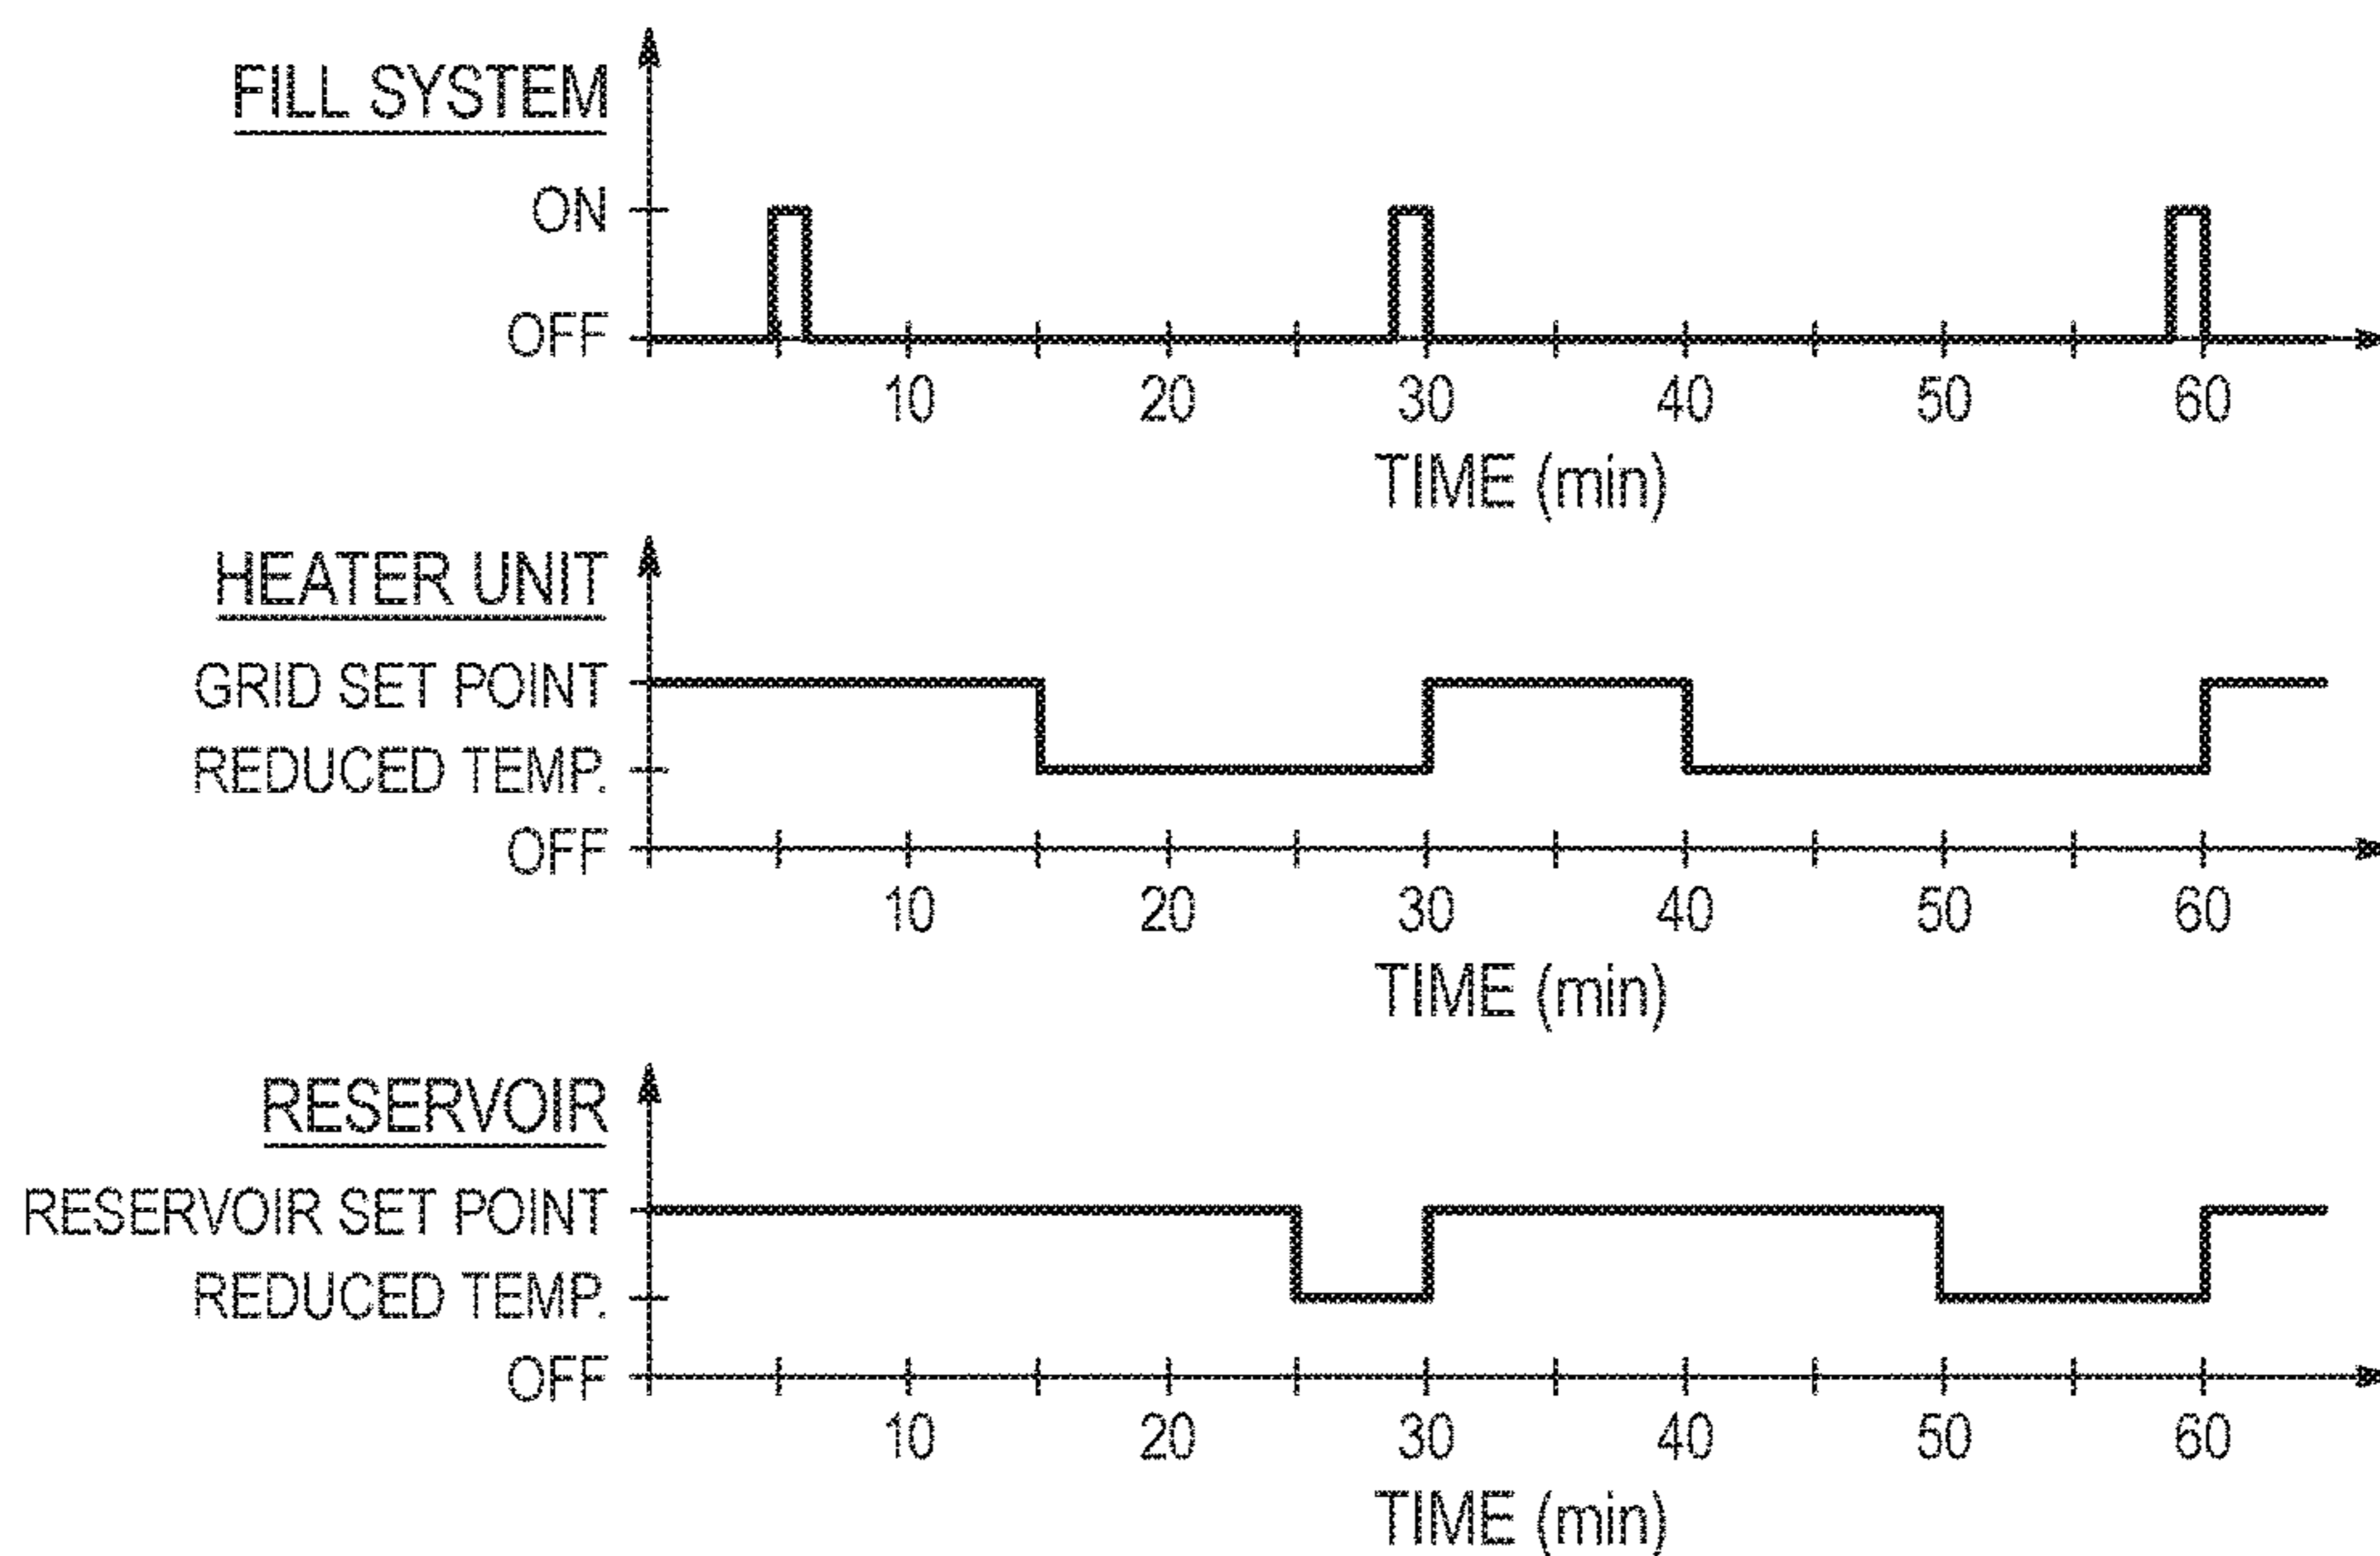 FILL SYSTEM
ON
OFF
10 20 30 40 50 60
TIME (min)
HEATER UNIT
GRID SET POINT
REDUCED TEMP.
OFF
10 20 30 40 50 60
TIME (min)
RESERVOIR
RESERVOIR SET POINT
REDUCED TEMP.
OFF
10 20 30 40 50 60
TIME (min)